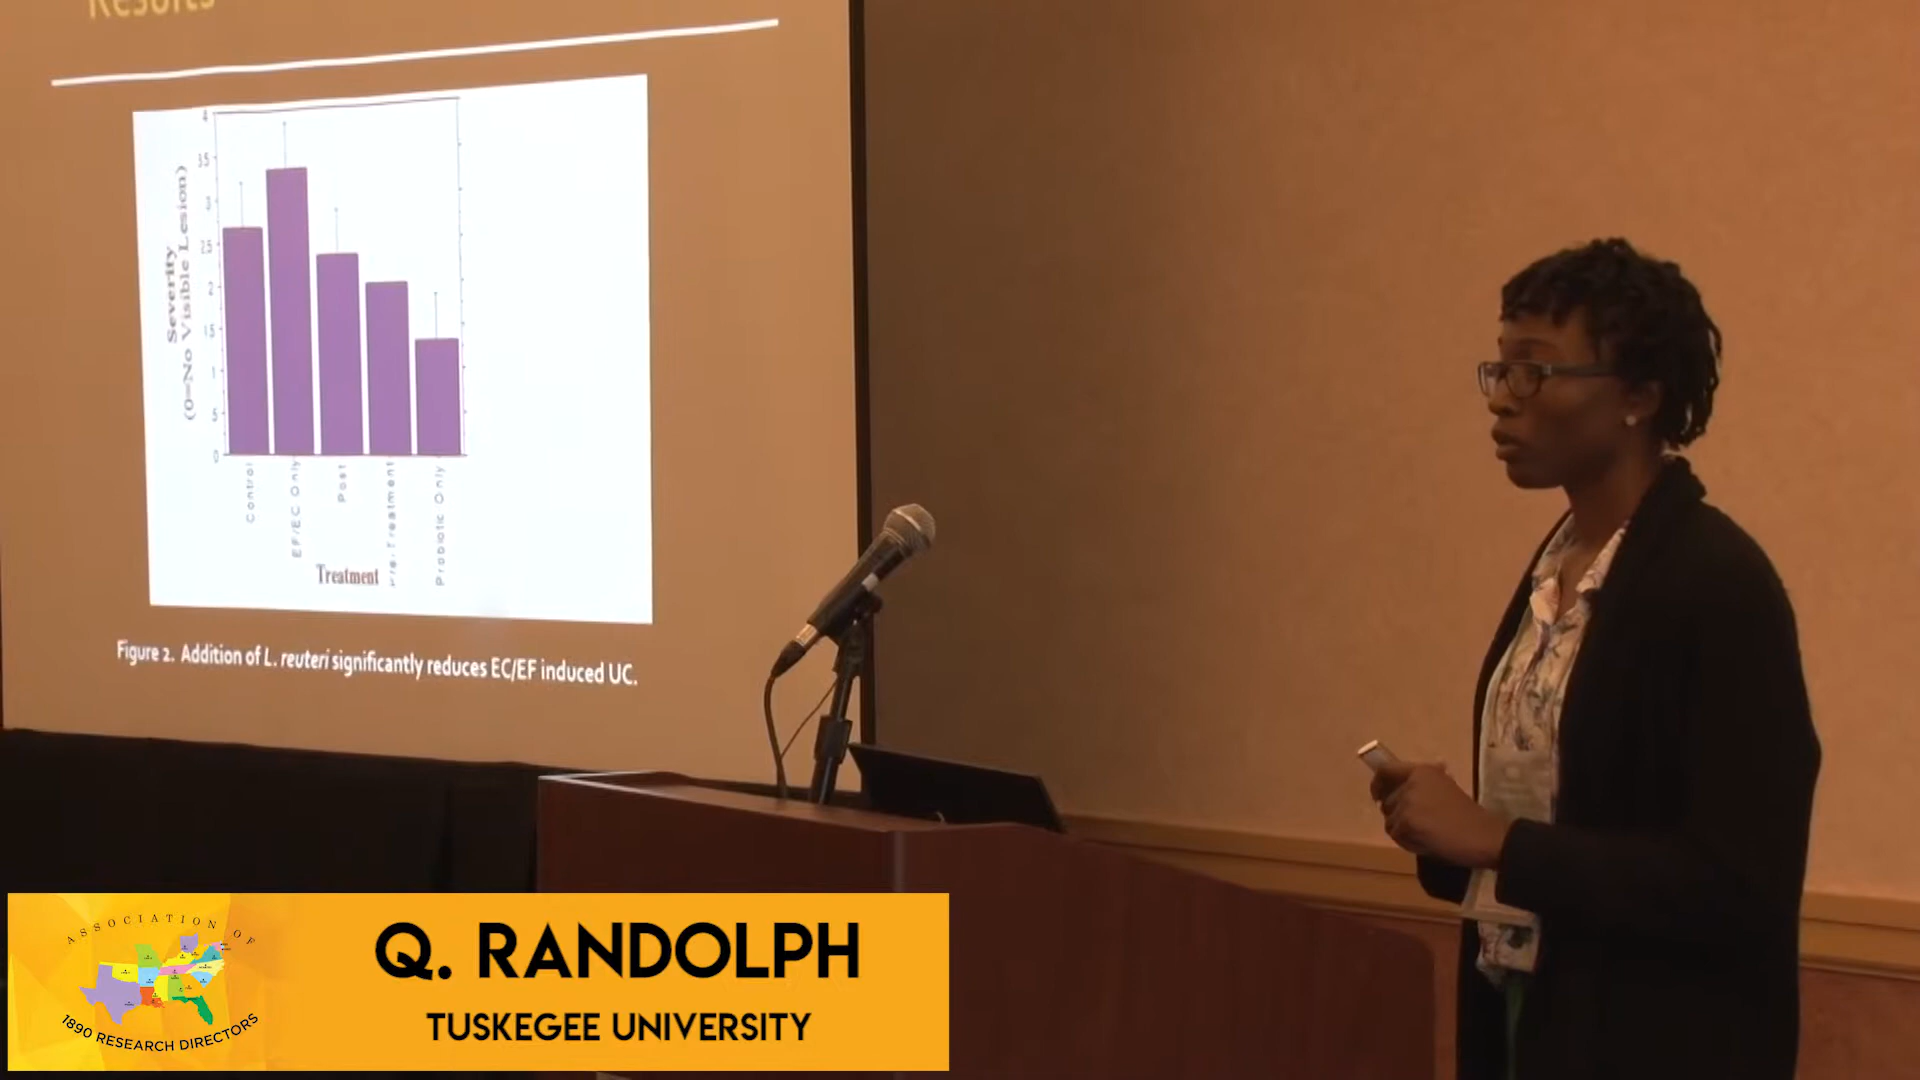 Results
4
3.5
3
2.5
2
1.5
1
.5
0
Severity
(0=No Visible Lesion)
Control
EF/EC Only
Post
Pre-Treatment
Probiotic Only
Treatment
Figure 2. Addition of L. reuteri significantly reduces EC/EF induced UC.
ASSOCIATION OF
1890 RESEARCH DIRECTORS
Q. RANDOLPH
TUSKEGEE UNIVERSITY